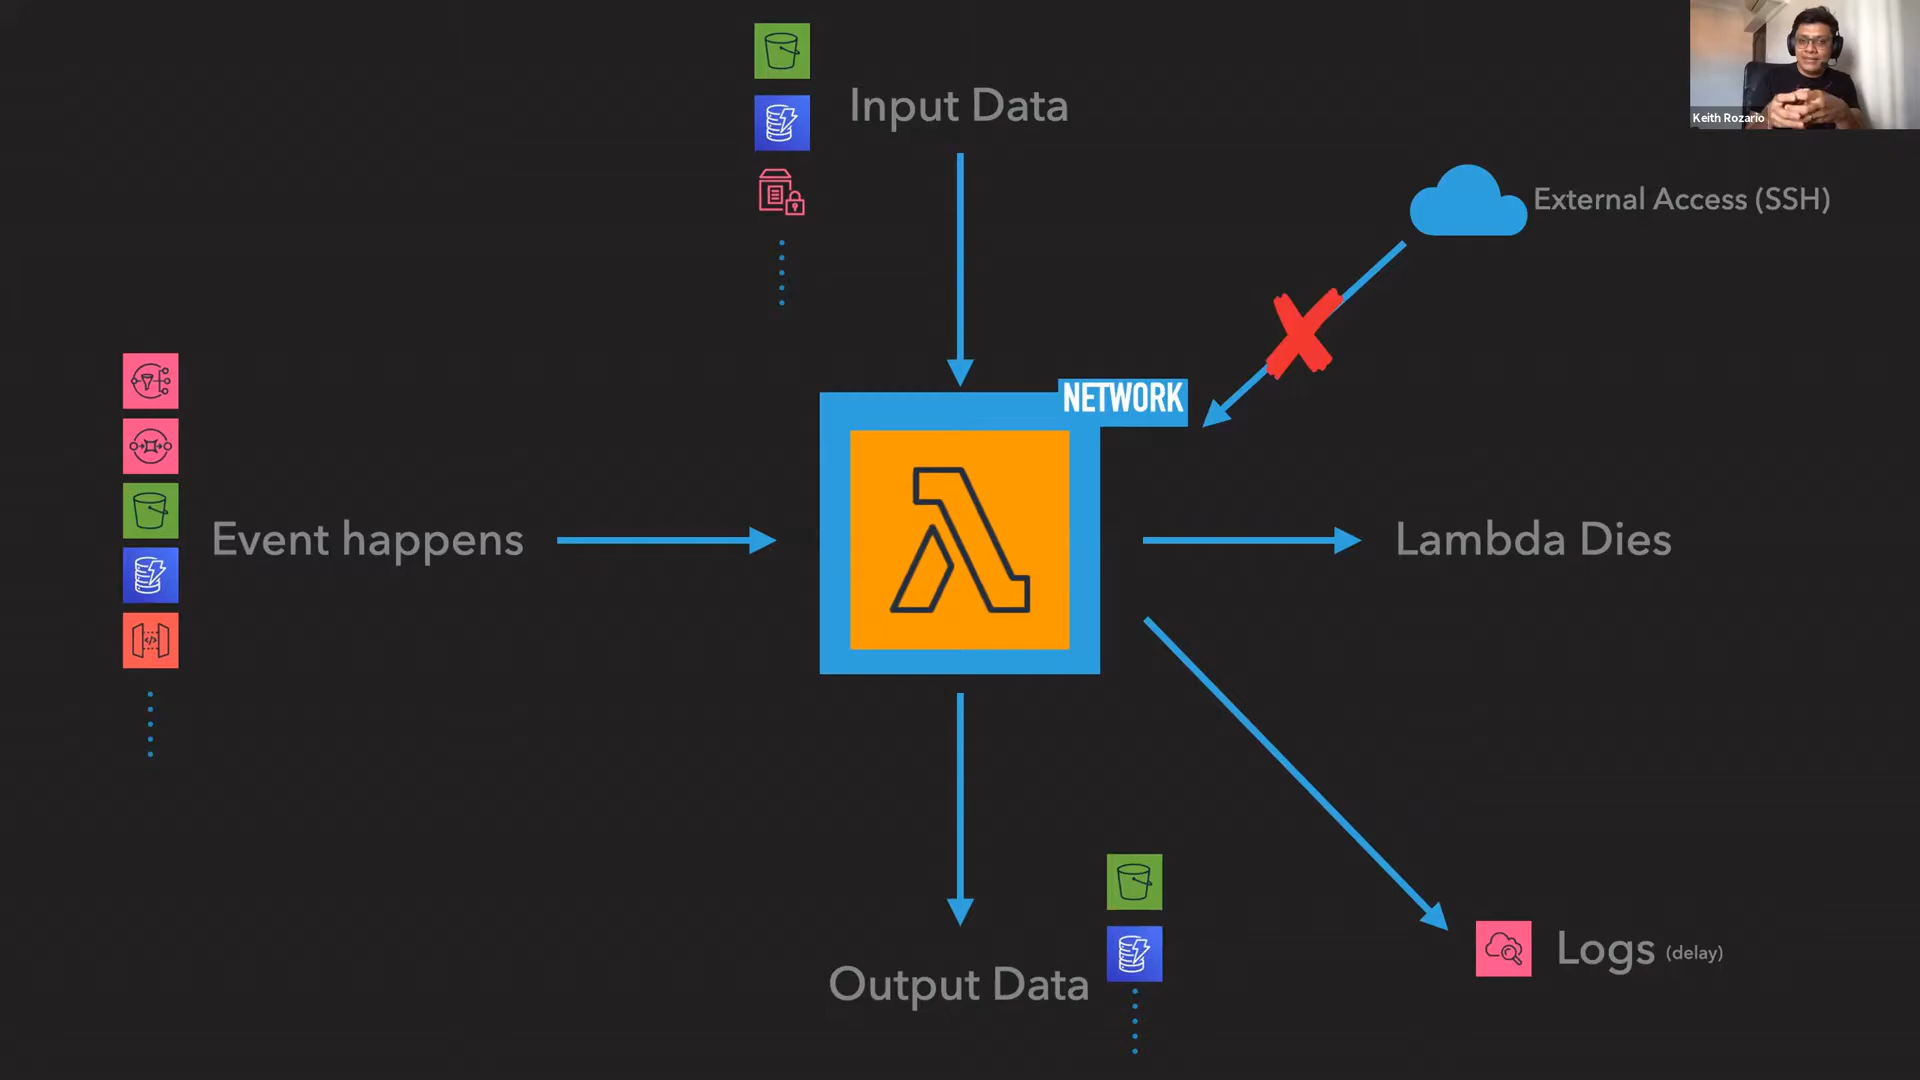 Input Data
Keith Rozario
External Access (SSH)
NETWORK
Event happens
Lambda Dies
Output Data
Logs (delay)